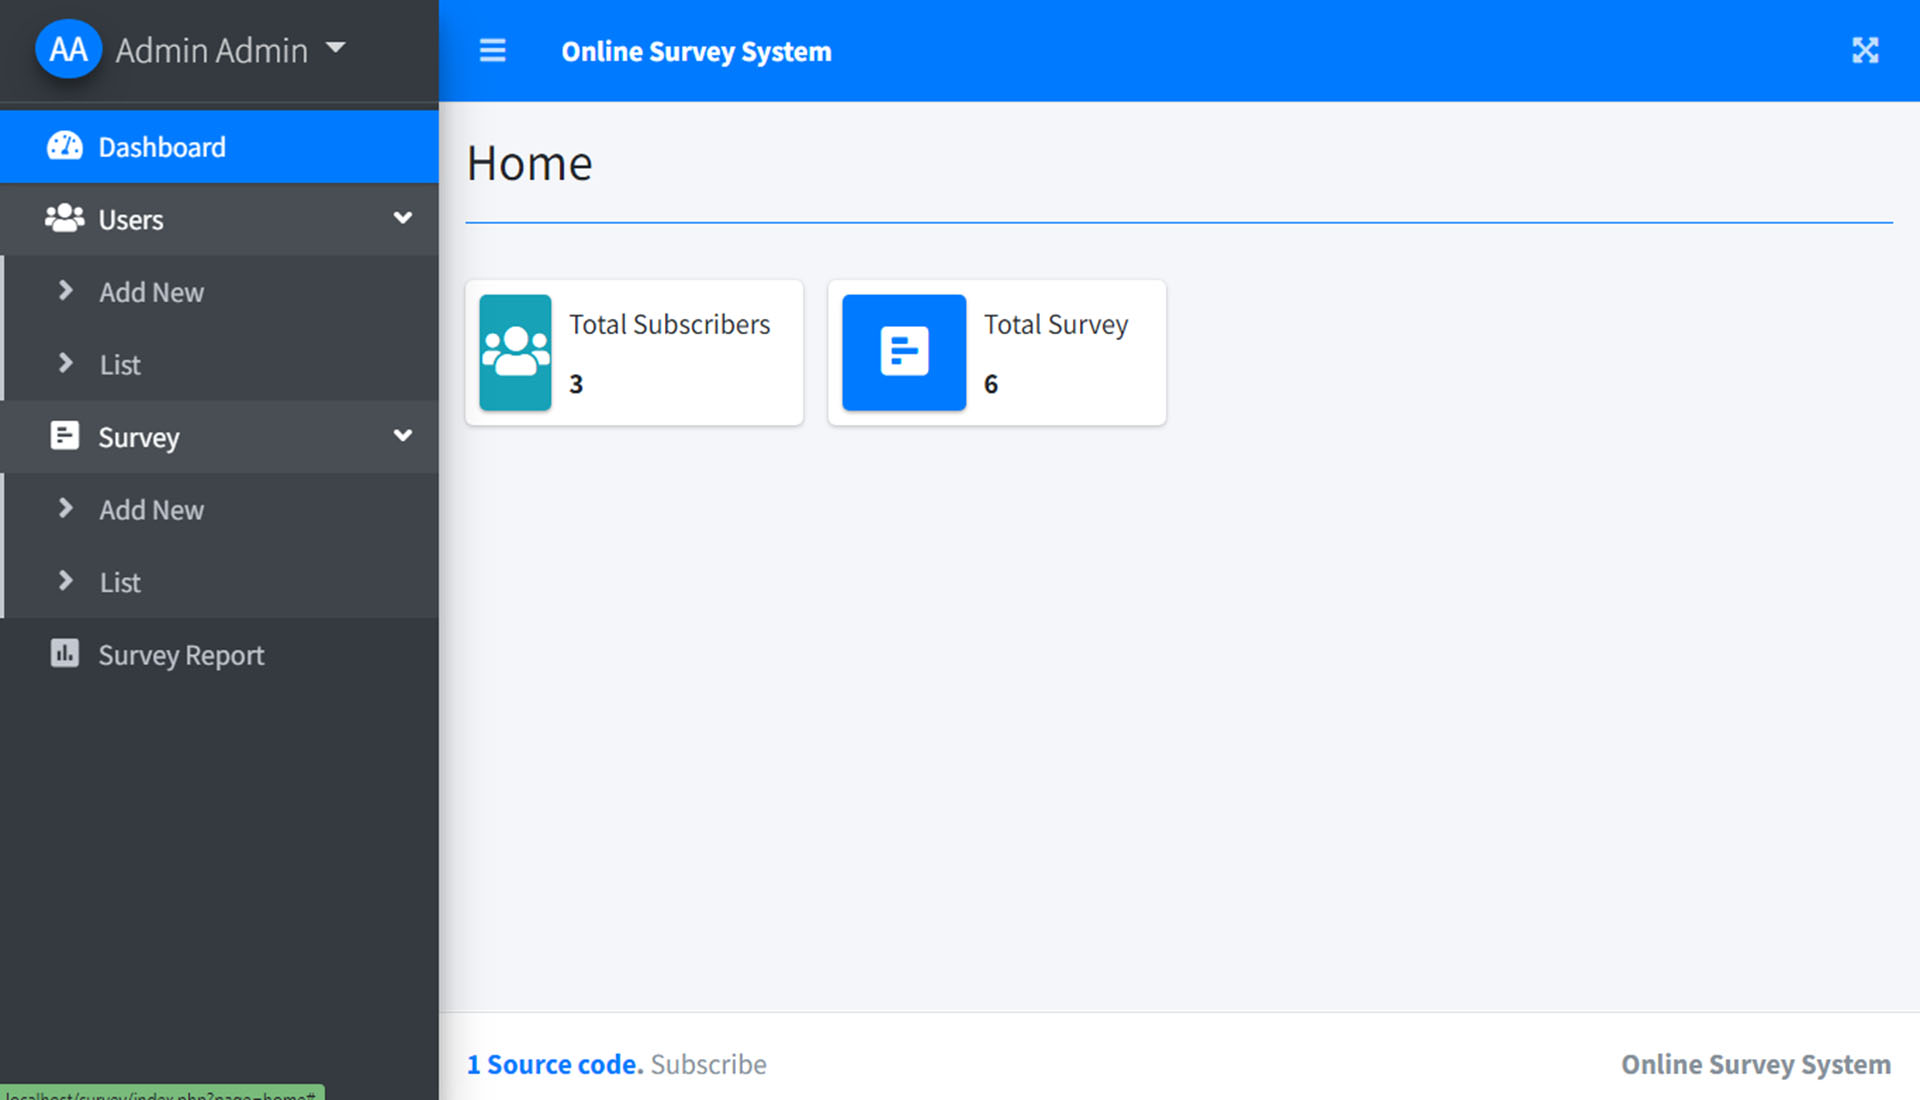 AA Admin Admin
Online Survey System
Dashboard
Users
Add New
List
Survey
Add New
List
Survey Report
Home
Total Subscribers
3
Total Survey
6
1 Source code. Subscribe
Online Survey System
localhost/survey/index.php?page=home#